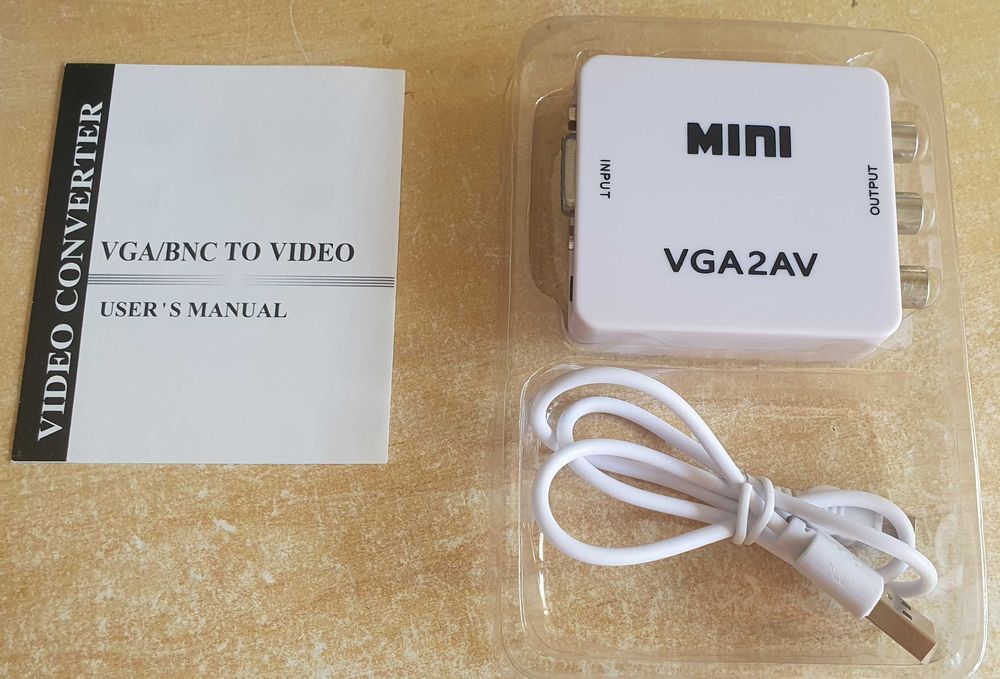 VIDEO CONVERTER
VGA/BNC TO VIDEO
USER'S MANUAL
MINI
INPUT
OUTPUT
VGA2AV